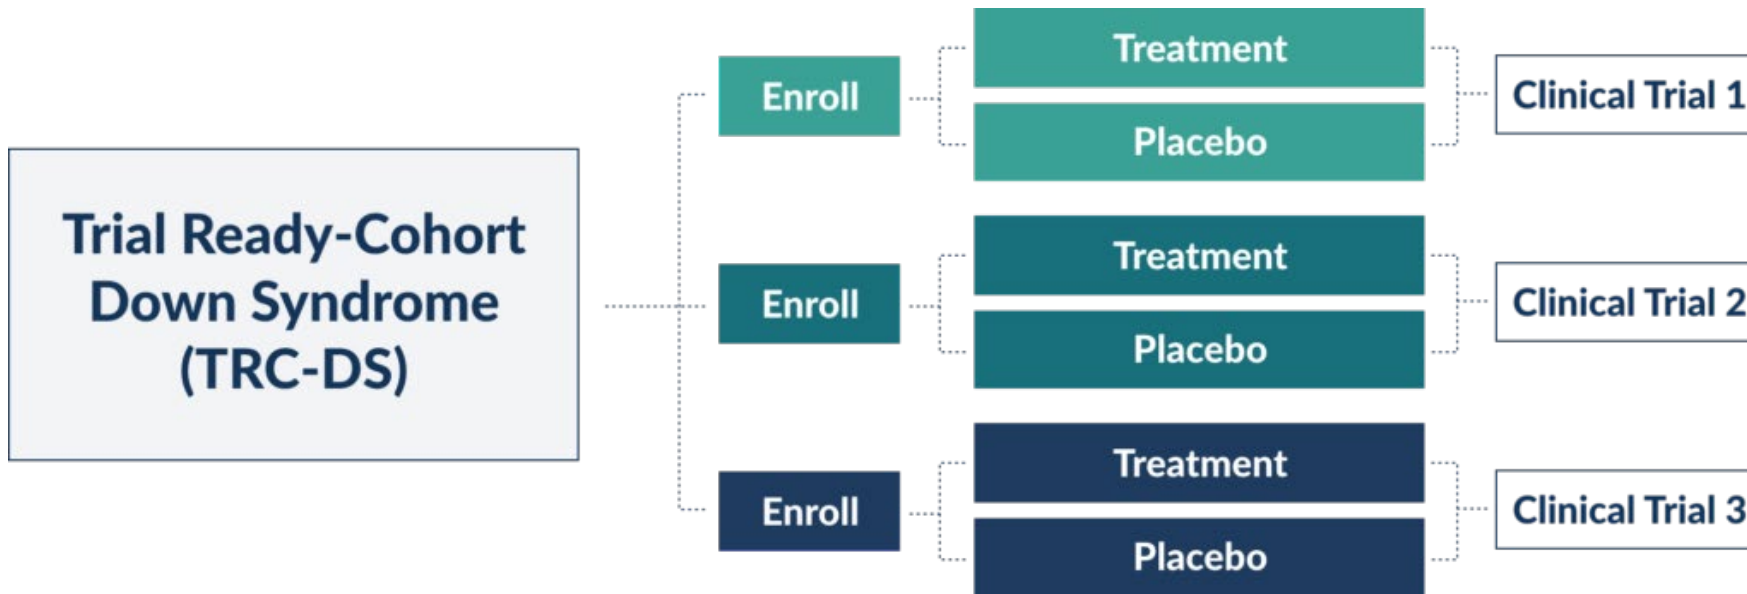 Trial Ready-Cohort
Down Syndrome
(TRC-DS)
Enroll
Treatment
Placebo
Clinical Trial 1
Enroll
Treatment
Placebo
Clinical Trial 2
Enroll
Treatment
Placebo
Clinical Trial 3